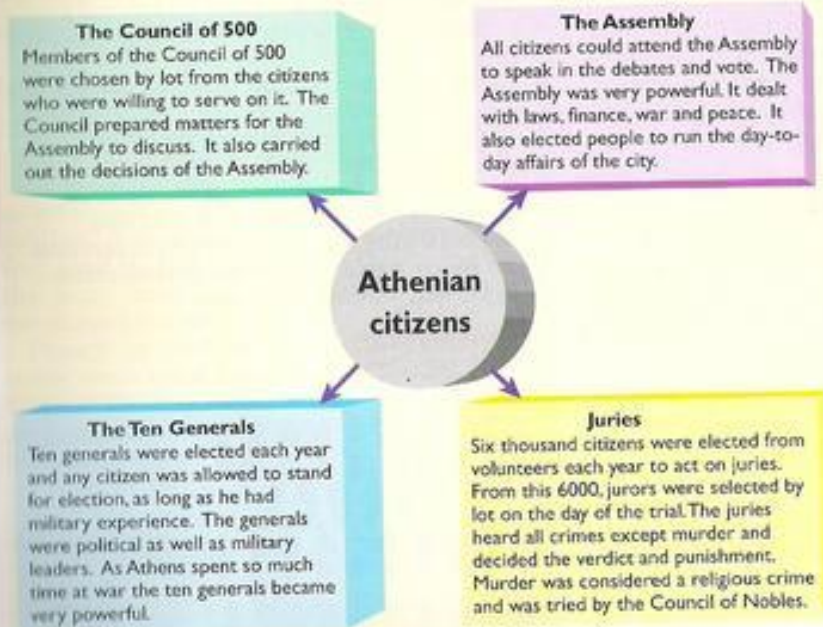 The Council of 500
Members of the Council of 500
were chosen by lot from the citizens
who were willing to serve on it. The
Council prepared matters for the
Assembly to discuss. It also carried
out the decisions of the Assembly.
The Assembly
All citizens could attend the Assembly
to speak in the debates and vote. The
Assembly was very powerful. It dealt
with laws, finance, war and peace. It
also elected people to run the day-to-
day affairs of the city.
Athenian
citizens
The Ten Generals
Ten generals were elected each year
and any citizen was allowed to stand
for election, as long as he had
military experience. The generals
were political as well as military
leaders. As Athens spent so much
time at war the ten generals became
very powerful.
Juries
Six thousand citizens were elected from
volunteers each year to act on juries.
From this 6000, jurors were selected by
lot on the day of the trial. The juries
heard all crimes except murder and
decided the verdict and punishment.
Murder was considered a religious crime
and was tried by the Council of Nobles.